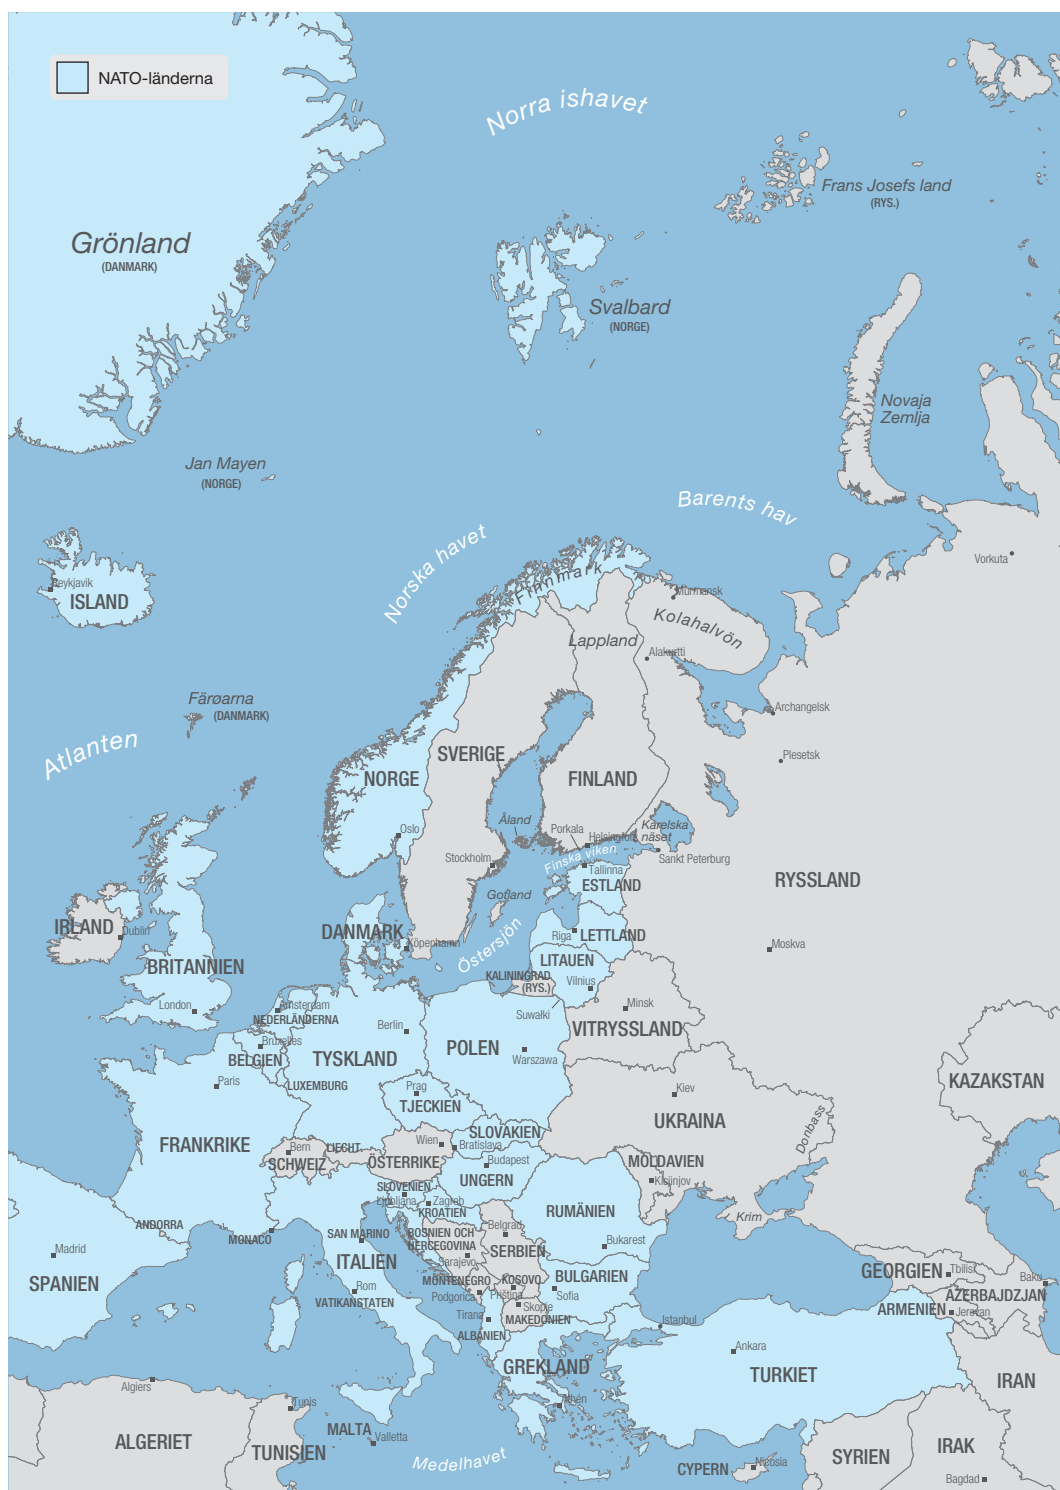 NATO-länderna
Norra ishavet
Frans Josefs land
(RYS.)
Grönland
(DANMARK)
Svalbard
(NORGE)
Novaja
Zemlja
Jan Mayen
(NORGE)
Barents hav
Norska havet
Vorkuta
Reykjavik
ISLAND
Finnmark
Murmansk
Kolahalvön
Lappland
Alakurtti
Färøarna
(DANMARK)
Archangelsk
Atlanten
SVERIGE
NORGE
FINLAND
Plesetsk
Oslo
Åland
Porkala
Helsingfors
Karelska
näset
Stockholm
Finska viken
Tallinna
Sankt Peterburg
ESTLAND
RYSSLAND
Gotland
IRLAND
Dublin
DANMARK
Köpenhamn
Riga
LETTLAND
Östersjön
Moskva
BRITANNIEN
LITAUEN
KALININGRAD
(RYS.)
Vilnius
London
Amsterdam
NEDERLÄNDERNA
Suwałki
Minsk
VITRYSSLAND
Berlin
Bruxelles
BELGIEN
TYSKLAND
POLEN
Warszawa
Paris
LUXEMBURG
Prag
TJECKIEN
Kiev
UKRAINA
KAZAKSTAN
Donbass
FRANKRIKE
SLOVAKIEN
Bern
LIECHT.
Wien
Bratislava
SCHWEIZ
ÖSTERRIKE
Budapest
MOLDAVIEN
UNGERN
Kisjinjov
SLOVENIEN
Ljubljana
Zagreb
KROATIEN
RUMÄNIEN
Krim
ANDORRA
MONACO
SAN MARINO
BOSNIEN OCH
HERCEGOVINA
Belgrad
SERBIEN
Bukarest
Madrid
ITALIEN
Sarajevo
SPANIEN
Rom
VATIKANSTATEN
MONTENEGRO
KOSOVO
BULGARIEN
GEORGIEN
Tbilisi
Baku
Podgorica
Pristina
Sofia
AZERBAJDZJAN
Skopje
MAKEDONIEN
ARMENIEN
Jerevan
Tirana
ALBANIEN
Istanbul
Ankara
GREKLAND
TURKIET
IRAN
Algiers
Tunis
Athén
ALGERIET
TUNISIEN
MALTA
Valletta
Medelhavet
CYPERN
Nicosia
SYRIEN
IRAK
Bagdad